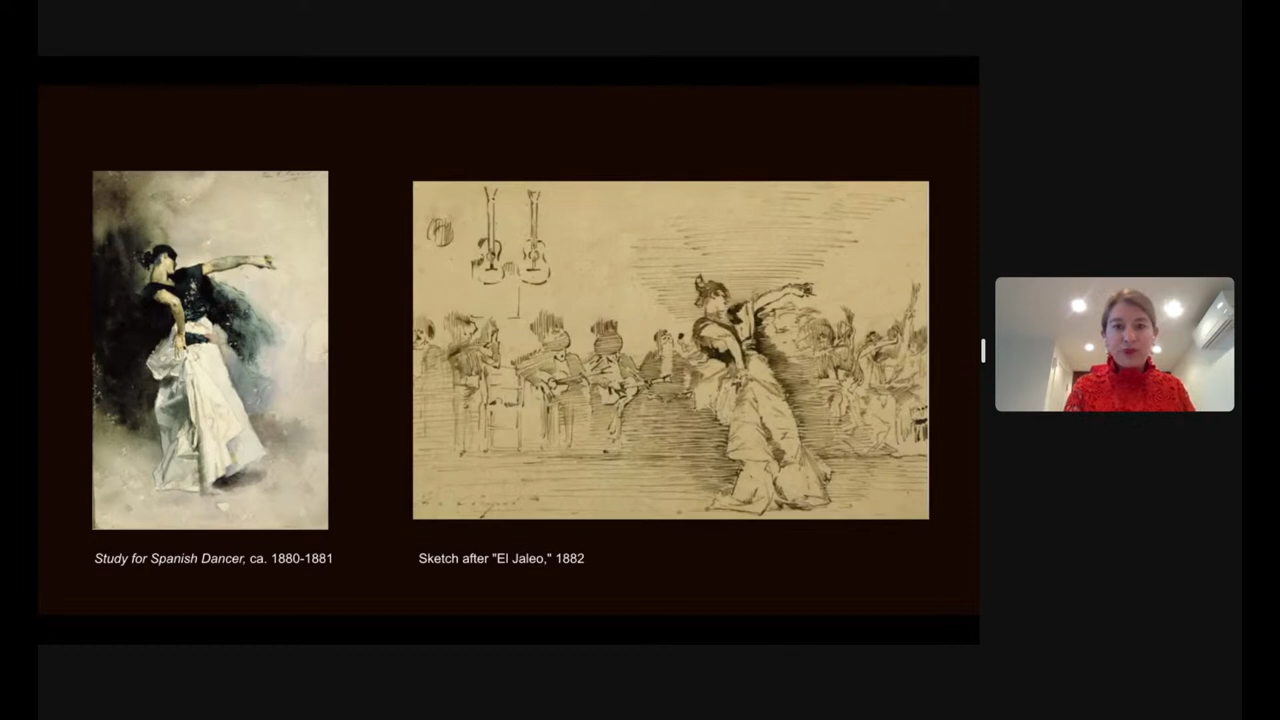 Study for Spanish Dancer, ca. 1880-1881
Sketch after "El Jaleo," 1882